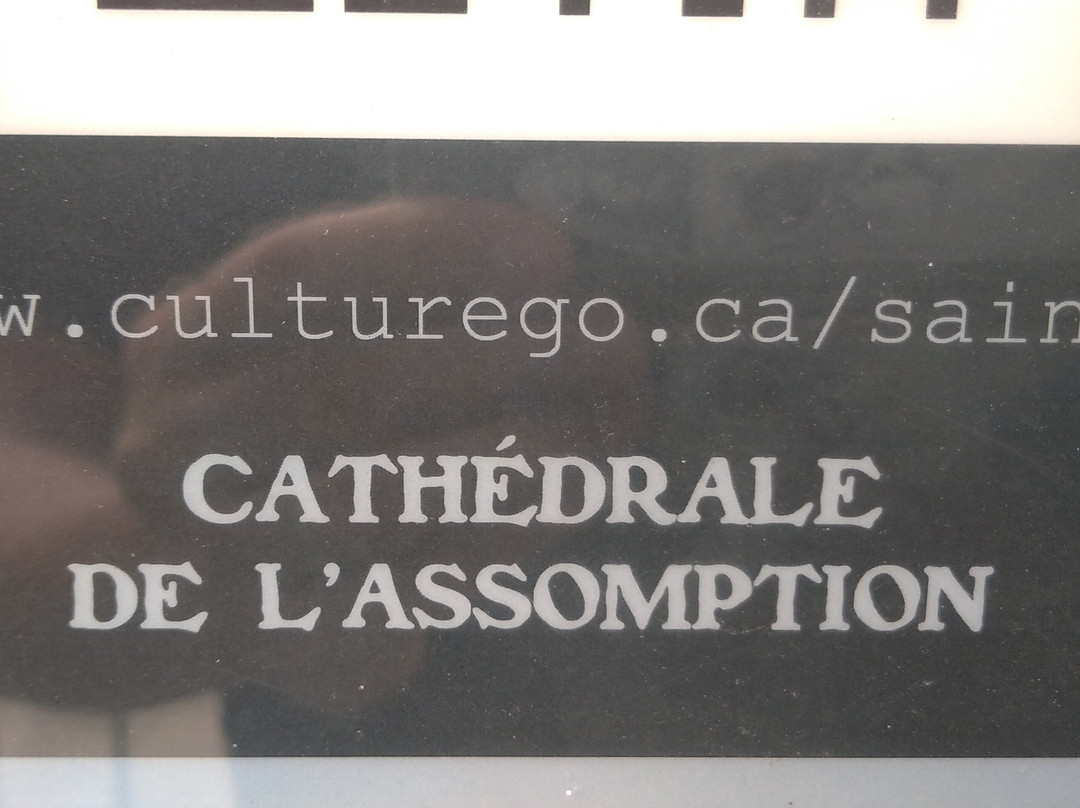 w.culturego.ca/sain
CATHÉDRALE
DE L'ASSOMPTION